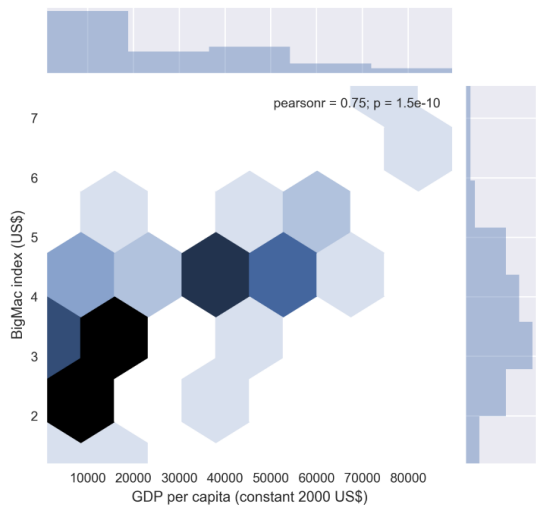 pearsonr = 0.75; p = 1.5e-10
7
6
5
4
3
2
BigMac index (US$)
10000 20000 30000 40000 50000 60000 70000 80000
GDP per capita (constant 2000 US$)